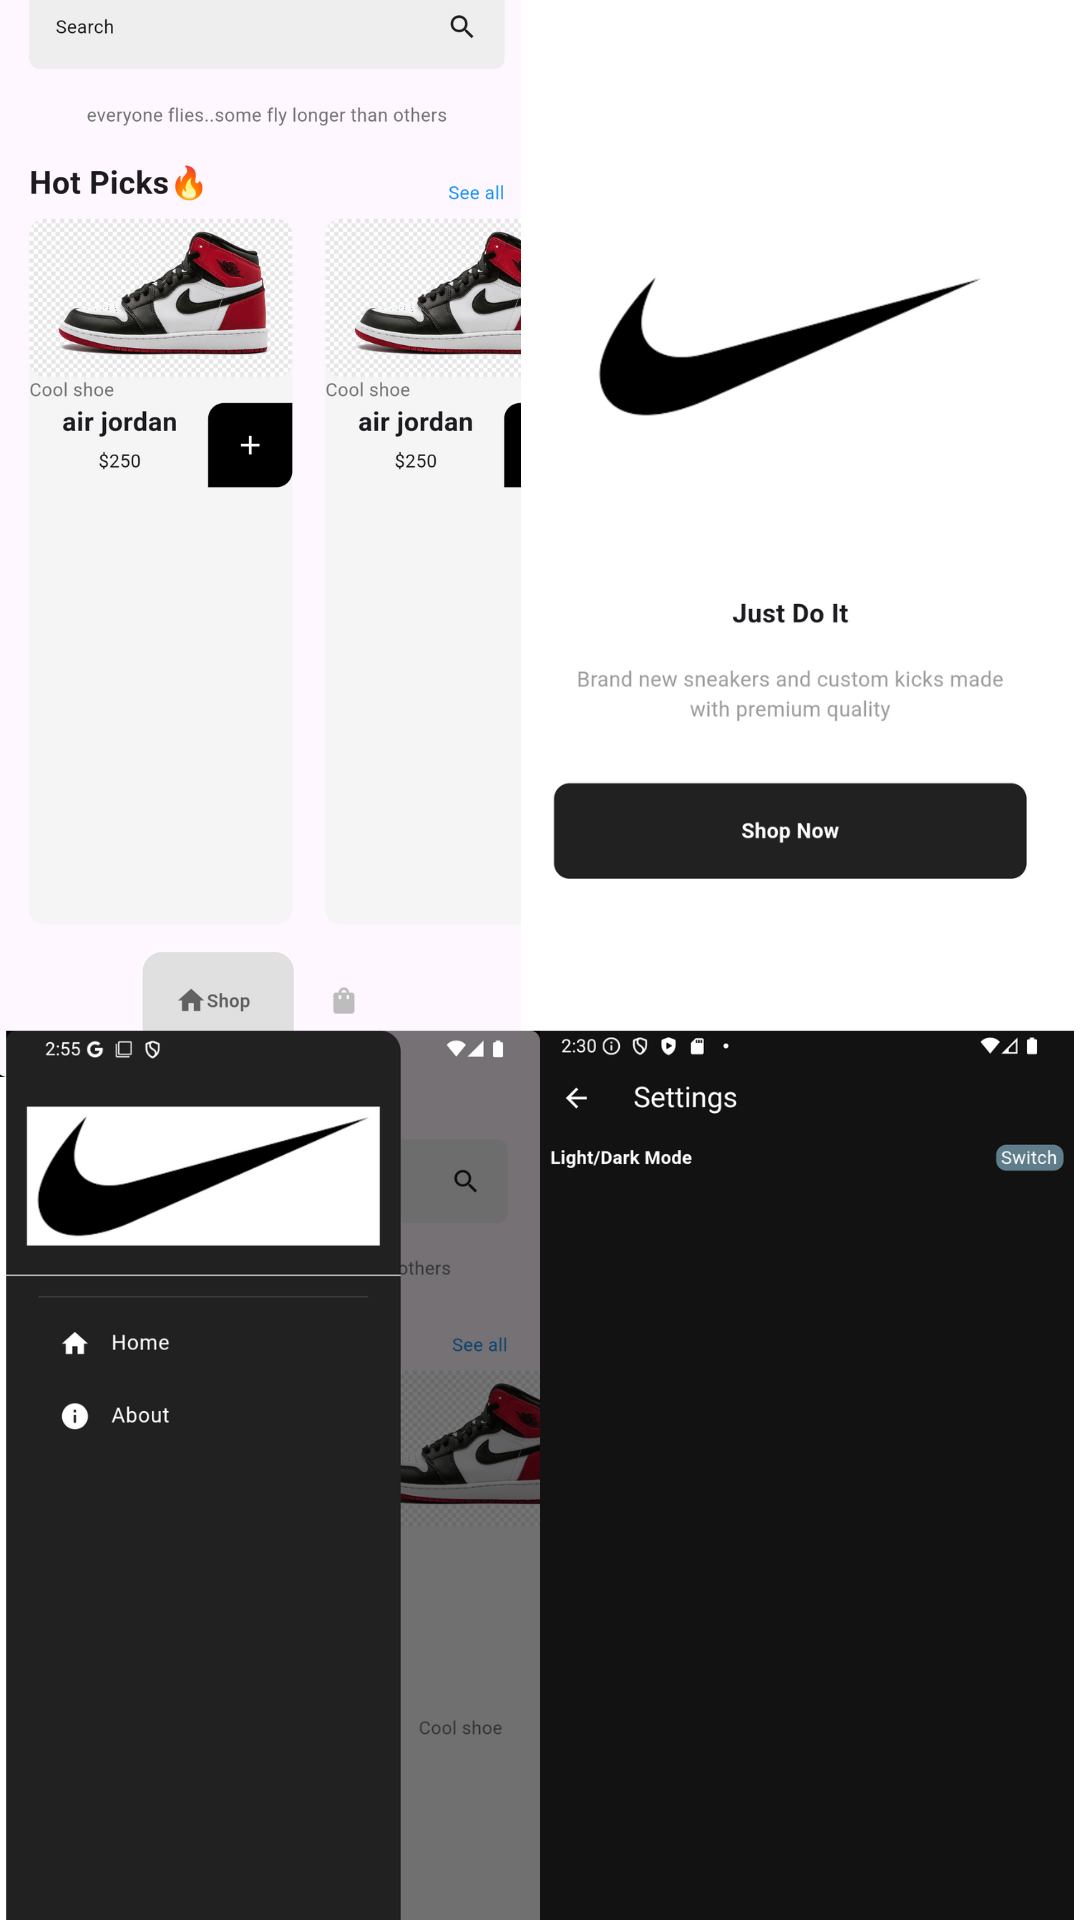 Search
everyone flies..some fly longer than others
Hot Picks🔥
See all
Cool shoe
air jordan
$250
+
Cool shoe
air jordan
$250
Shop
Just Do It
Brand new sneakers and custom kicks made
with premium quality
Shop Now
2:55
others
Home
See all
About
Cool shoe
2:30
Settings
Light/Dark Mode
Switch